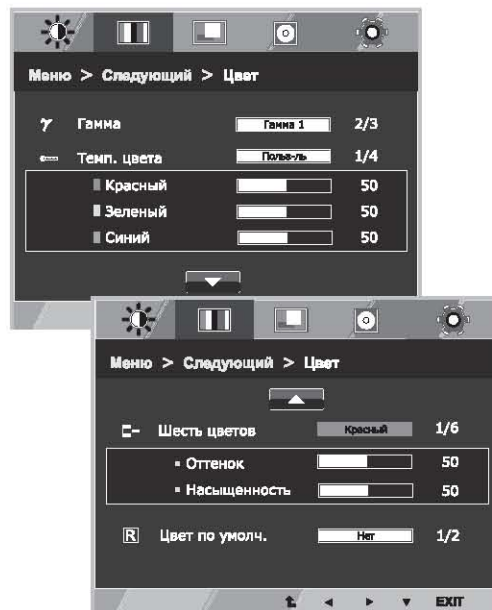 Меню > Следующий > Цвет
γ Гамма Гамма 1 2/3
Темп. цвета Польз-ль 1/4
Красный 50
Зеленый 50
Синий 50
Меню > Следующий > Цвет
Шесть цветов Красный 1/6
▪ Оттенок 50
▪ Насыщенность 50
R Цвет по умолч. Нет 1/2
EXIT